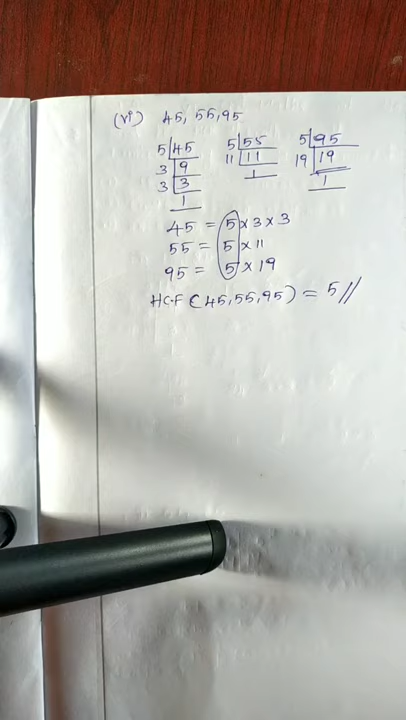 (vi) 45, 55, 95
5 | 45 5 | 55 5 | 95
3 | 9 11 | 11 19 | 19
3 | 3 1 1
1
45 = 5 x 3 x 3
55 = 5 x 11
95 = 5 x 19
H.C.F (45, 55, 95) = 5//